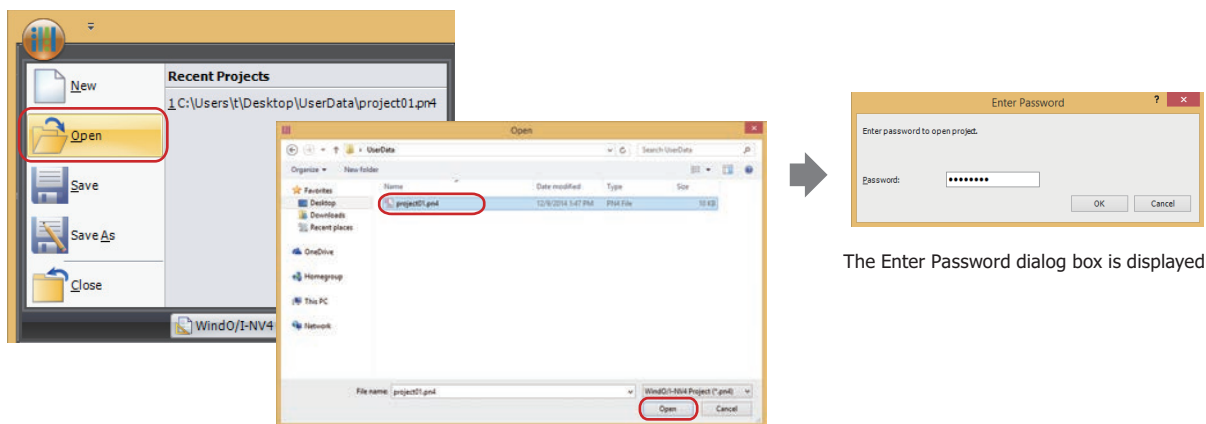 New
Open
Save
Save As
Close
Recent Projects
1 C:\Users\t\Desktop\UserData\project01.pn4
WindO/I-NV4
Open
UserData
Search UserData
Organize
New folder
Favorites
Desktop
Downloads
Recent places
OneDrive
Homegroup
This PC
Network
Name Date modified Type Size
project01.pn4 12/9/2014 1:47 PM PN4 File 10 KB
File name: project01.pn4 WindO/I-NV4 Project (*.pn4)
Open Cancel
Enter Password ?
Enter password to open project.
Password: ••••••••
OK Cancel
The Enter Password dialog box is displayed